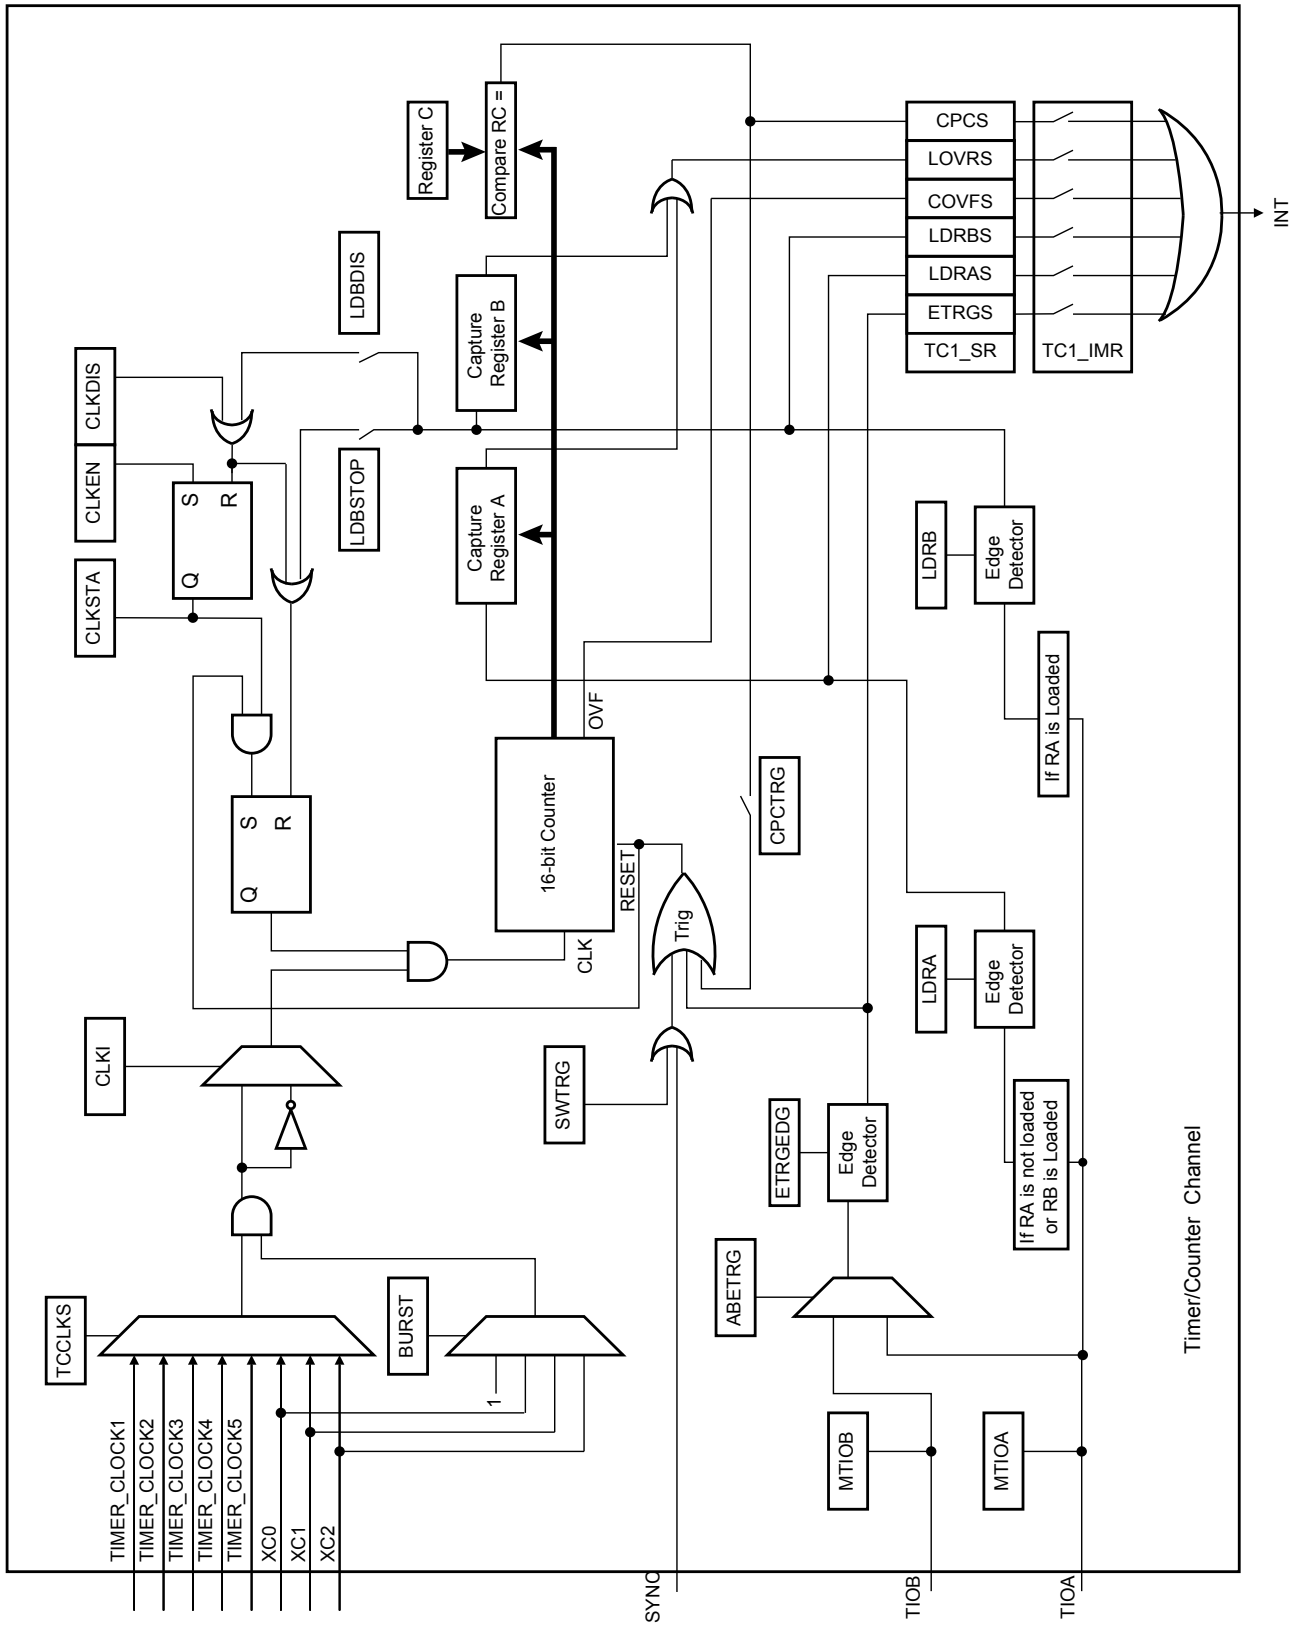 TCCLKS
TIMER_CLOCK1
TIMER_CLOCK2
TIMER_CLOCK3
TIMER_CLOCK4
TIMER_CLOCK5
XC0
XC1
XC2
BURST
1
CLKI
CLKSTA
CLKEN
CLKDIS
Q
S
R
Q
S
R
LDBSTOP
LDBDIS
Register C
Capture
Register A
Capture
Register B
Compare RC =
16-bit Counter
CLK
OVF
RESET
SWTRG
SYNC
Trig
CPCTRG
ABETRG
ETRGEDG
Edge
Detector
MTIOB
TIOB
MTIOA
TIOA
LDRA
Edge
Detector
If RA is not loaded
or RB is Loaded
LDRB
Edge
Detector
If RA is Loaded
CPCS
LOVRS
COVFS
LDRBS
LDRAS
ETRGS
TC1_SR
TC1_IMR
INT
Timer/Counter Channel